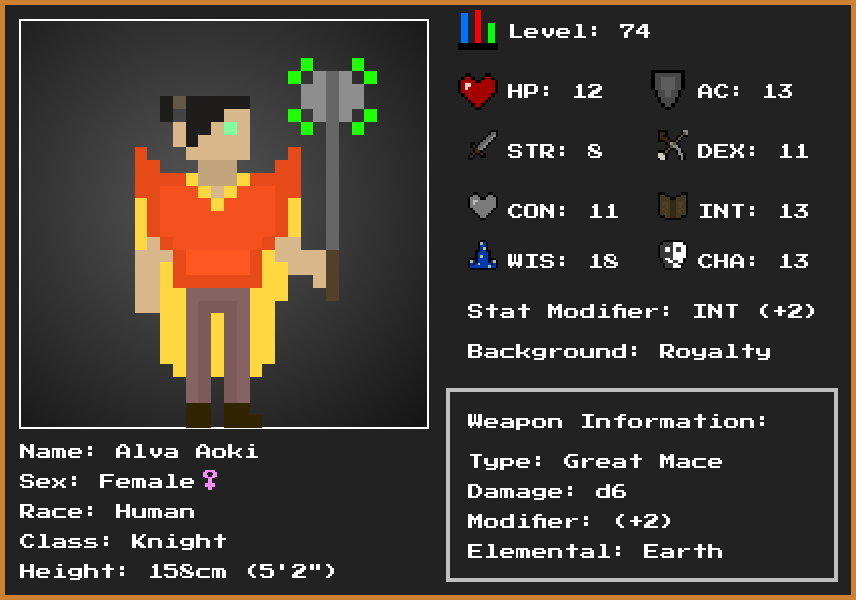 Level: 74
HP: 12 AC: 13
STR: 8 DEX: 11
CON: 11 INT: 13
WIS: 18 CHA: 13
Stat Modifier: INT (+2)
Background: Royalty
Weapon Information:
Type: Great Mace
Damage: d6
Modifier: (+2)
Elemental: Earth
Name: Alva Aoki
Sex: Female♀
Race: Human
Class: Knight
Height: 158cm (5'2")